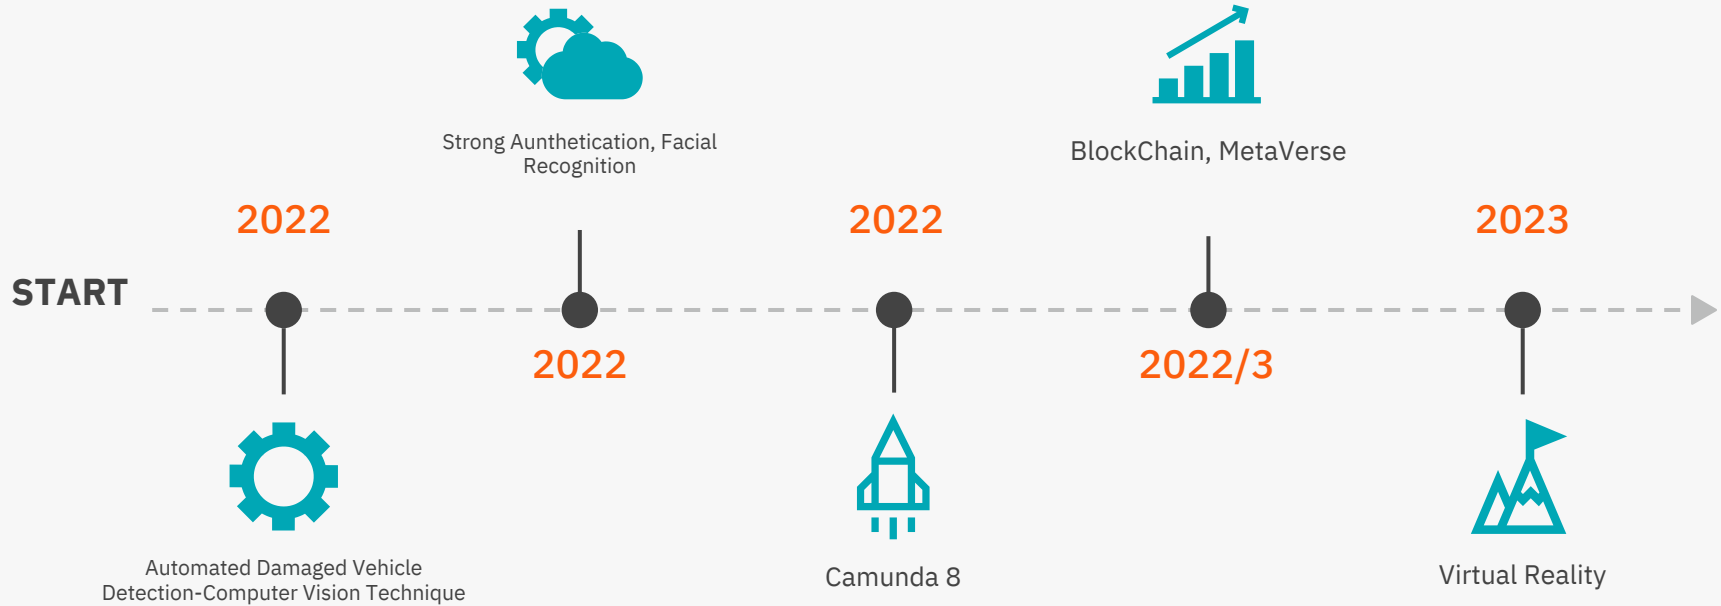 Strong Aunthetication, Facial
Recognition
BlockChain, MetaVerse
2022
2022
2023
START
2022
2022/3
Automated Damaged Vehicle
Detection-Computer Vision Technique
Camunda 8
Virtual Reality